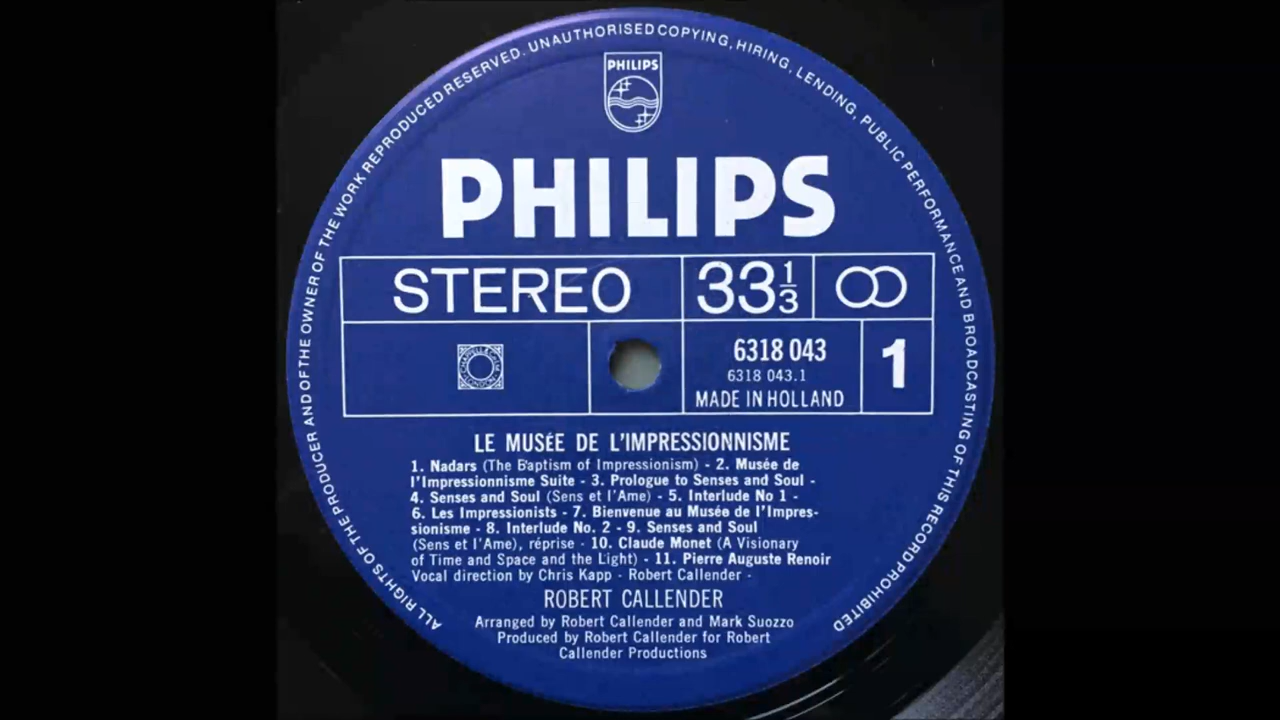 ALL RIGHTS OF THE PRODUCER AND OF THE OWNER OF THE WORK REPRODUCED RESERVED. UNAUTHORISED COPYING, HIRING, LENDING, PUBLIC PERFORMANCE AND BROADCASTING OF THIS RECORD PROHIBITED
PHILIPS
PHILIPS
STEREO 33 1/3
6318 043 1
6318 043.1
MADE IN HOLLAND
LE MUSÉE DE L'IMPRESSIONNISME
1. Nadars (The Baptism of Impressionism) - 2. Musée de
l'Impressionnisme Suite - 3. Prologue to Senses and Soul -
4. Senses and Soul (Sens et l'Ame) - 5. Interlude No 1 -
6. Les Impressionists - 7. Bienvenue au Musée de l'Impres-
sionisme - 8. Interlude No. 2 - 9. Senses and Soul
(Sens et l'Ame), réprise - 10. Claude Monet (A Visionary
of Time and Space and the Light) - 11. Pierre Auguste Renoir
Vocal direction by Chris Kapp - Robert Callender -
ROBERT CALLENDER
Arranged by Robert Callender and Mark Suozzo
Produced by Robert Callender for Robert
Callender Productions